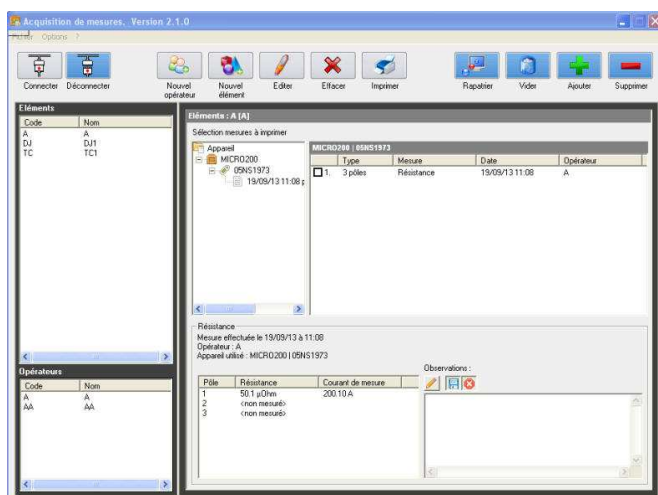 Acquisition de mesures. Version 2.1.0
Fichier Options ?
Connecter Déconnecter Nouvel opérateur Nouvel élément Editer Effacer Imprimer Rapatrier Vider Ajouter Supprimer
Eléments
Code Nom
A A
DJ DJ1
TC TC1
Opérateurs
Code Nom
A A
AA AA
Eléments : A [A]
Sélection mesures à imprimer
Appareil
MICRO200
05NS1973
19/09/13 11:08
MICRO200 | 05NS1973
Type Mesure Date Opérateur
1. 3 pôles Résistance 19/09/13 11:08 A
Résistance
Mesure effectuée le 19/09/13 à 11:08
Opérateur : A
Appareil utilisé : MICRO200 | 05NS1973
Pôle Résistance Courant de mesure
1 50.1 µOhm 200.10 A
2 <non mesuré>
3 <non mesuré>
Observations :